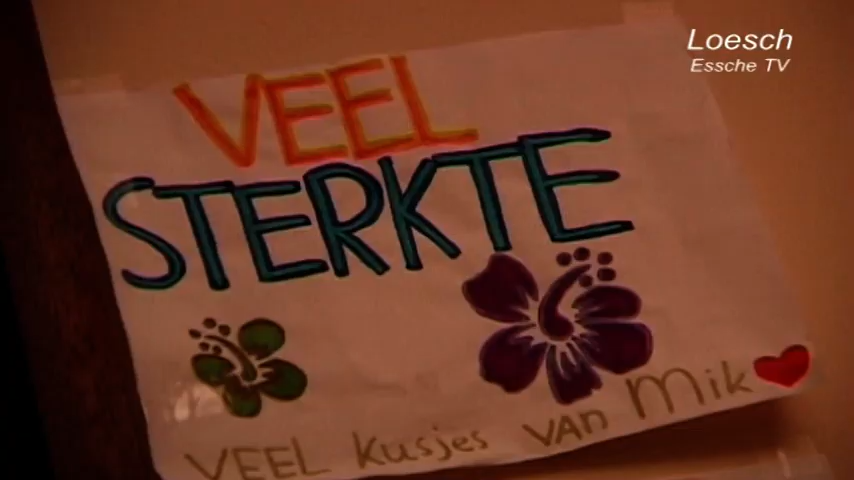 Loesch
Essche TV
VEEL
STERKTE
VEEL kusjes VAN Mik